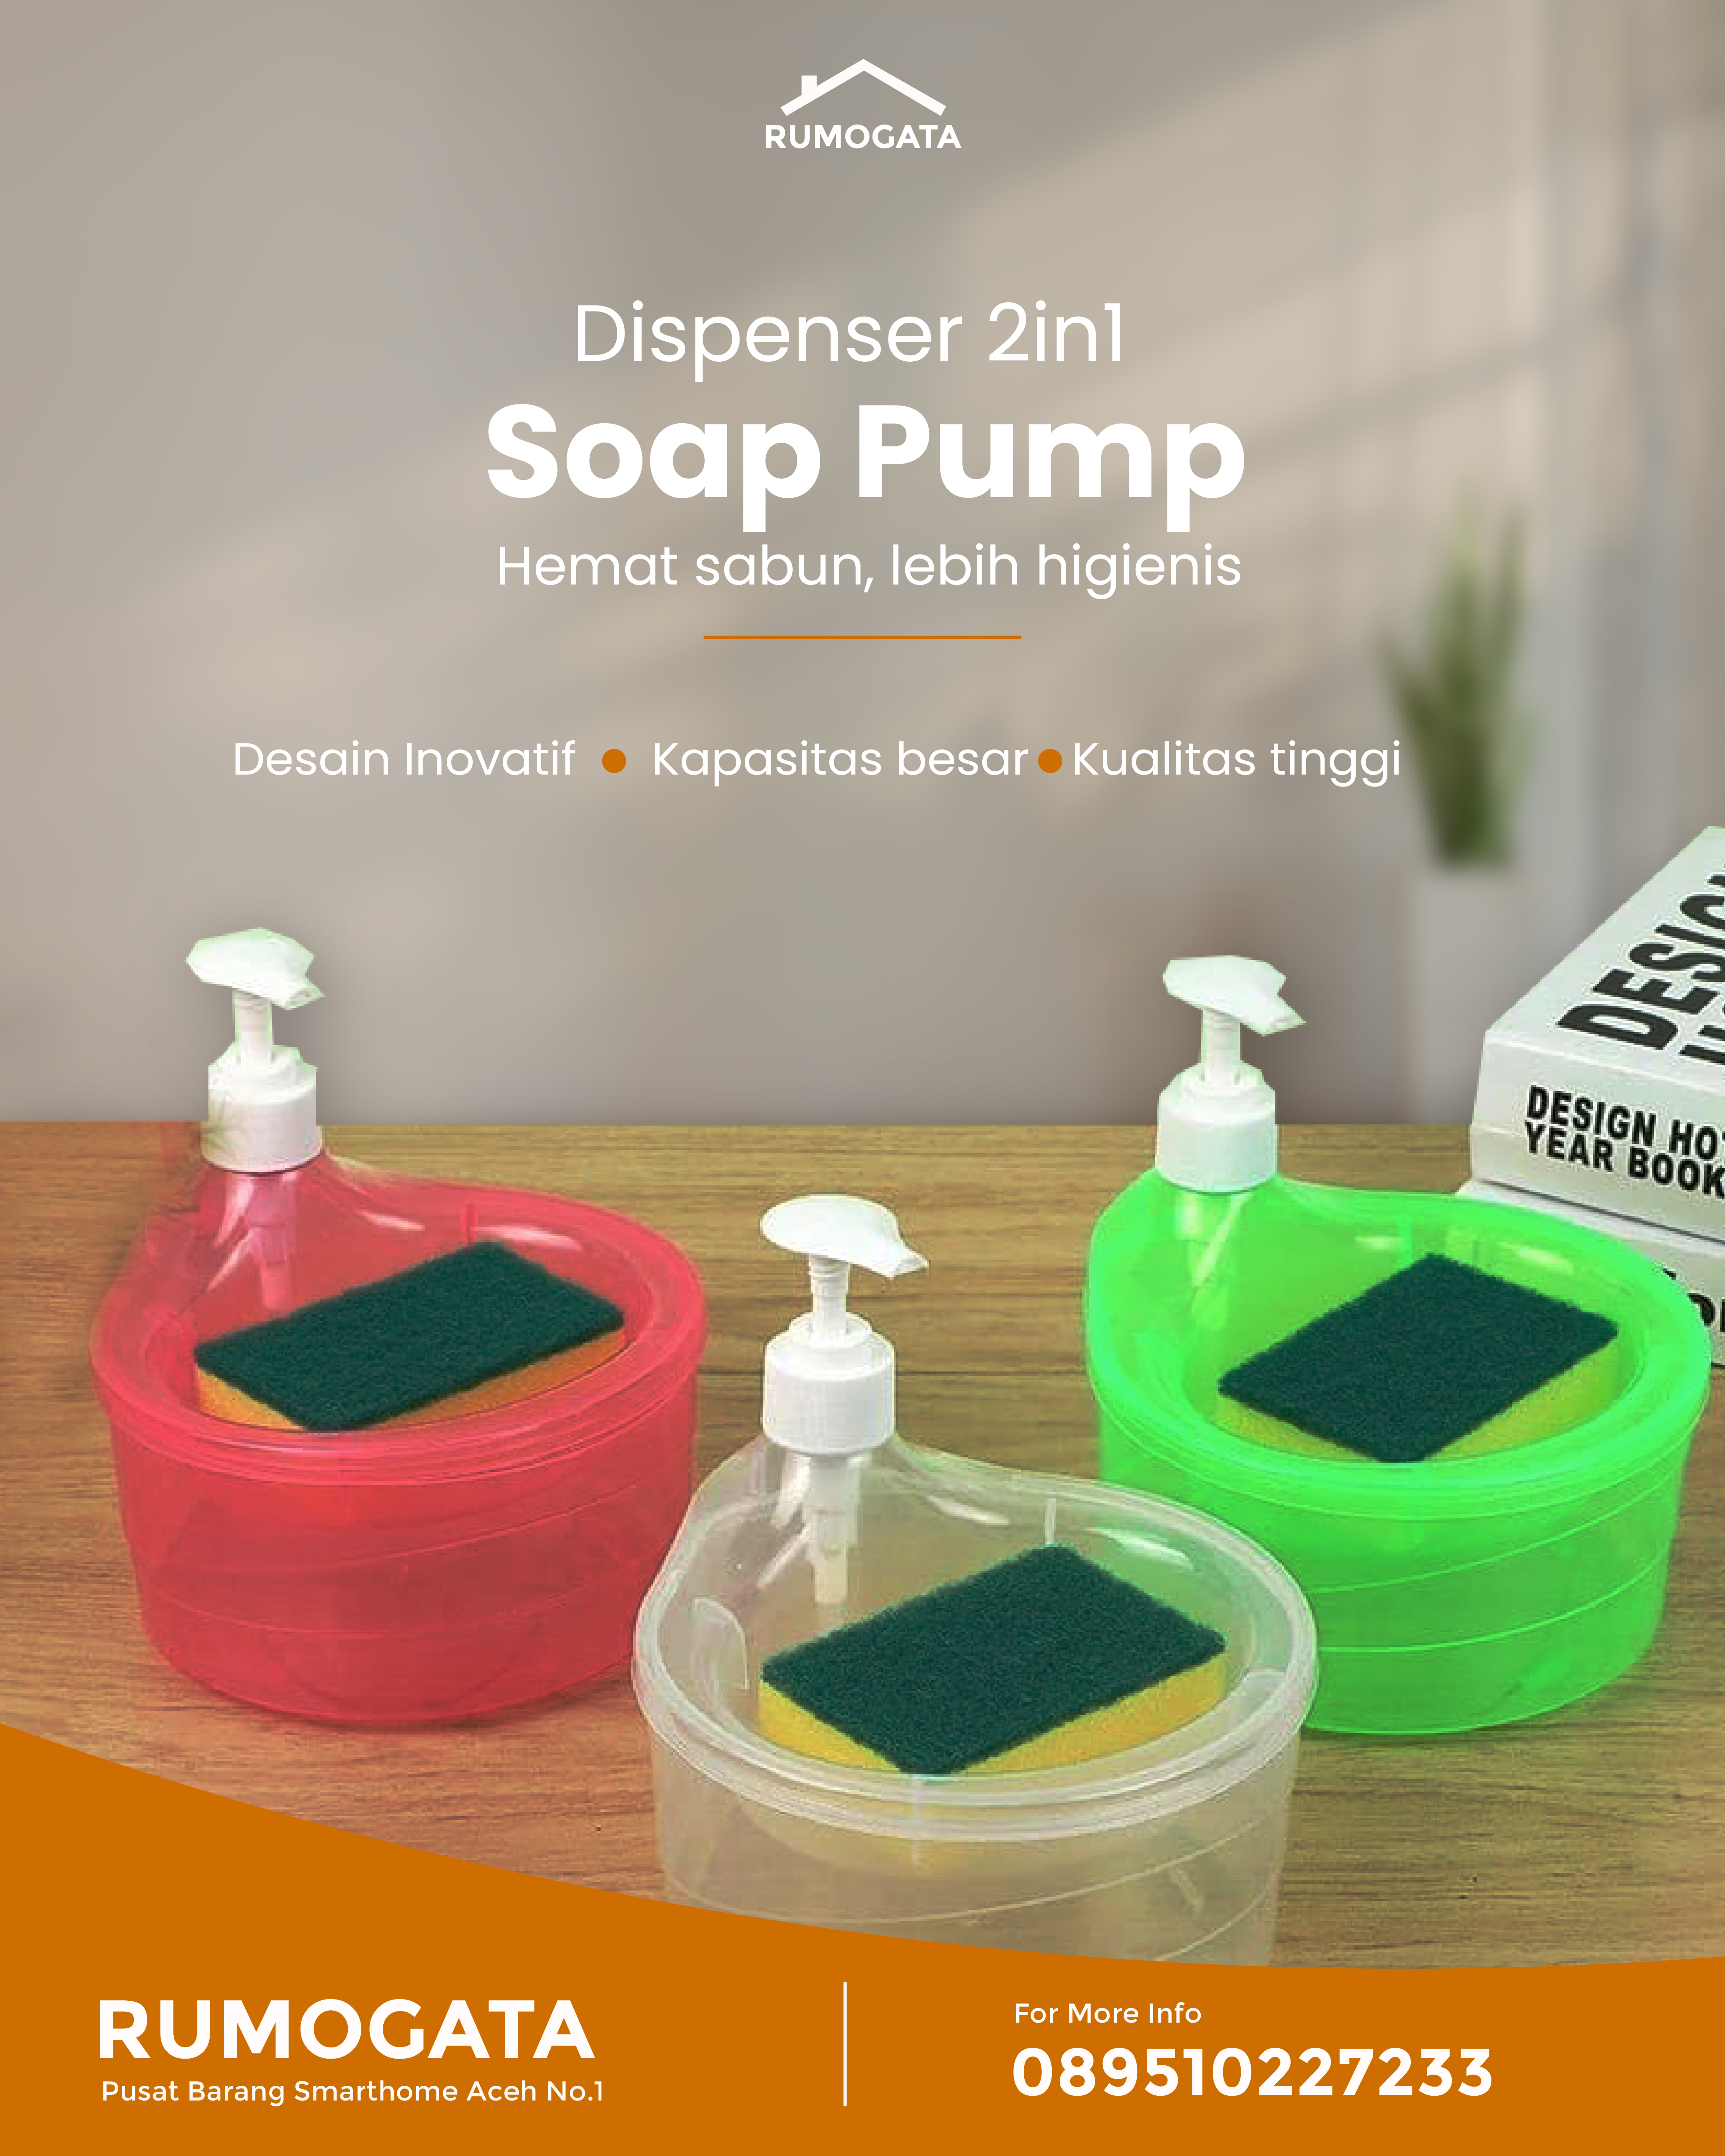 RUMOGATA
Dispenser 2in1
Soap Pump
Hemat sabun, lebih higienis
Desain Inovatif ● Kapasitas besar ● Kualitas tinggi
DESIGN HO
YEAR BOOK
RUMOGATA
Pusat Barang Smarthome Aceh No.1
For More Info
089510227233